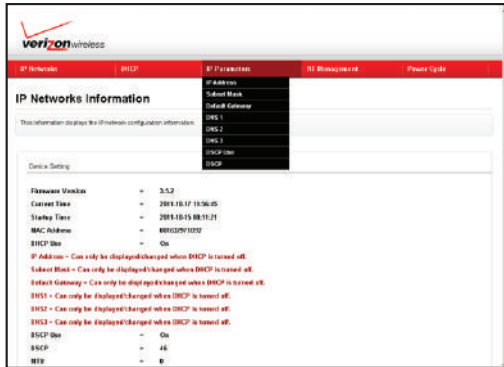 verizonwireless
IP Networks DHCP IP Parameters NE Management Power Cycle
IP Address
Subnet Mask
Default Gateway
DNS 1
DNS 2
DNS 3
DSCP Use
DSCP
IP Networks Information
This information displays the IP network configuration information.
Device Setting
Firmware Version = 3.5.2
Current Time = 2011-10-17 11:56:45
Startup Time = 2011-10-15 08:11:21
MAC Address =
DHCP Use = On
IP Address = Can only be displayed/changed when DHCP is turned off.
Subnet Mask = Can only be displayed/changed when DHCP is turned off.
Default Gateway = Can only be displayed/changed when DHCP is turned off.
DNS1 = Can only be displayed/changed when DHCP is turned off.
DNS2 = Can only be displayed/changed when DHCP is turned off.
DNS3 = Can only be displayed/changed when DHCP is turned off.
DSCP Use = On
DSCP = 46
MTU = 0